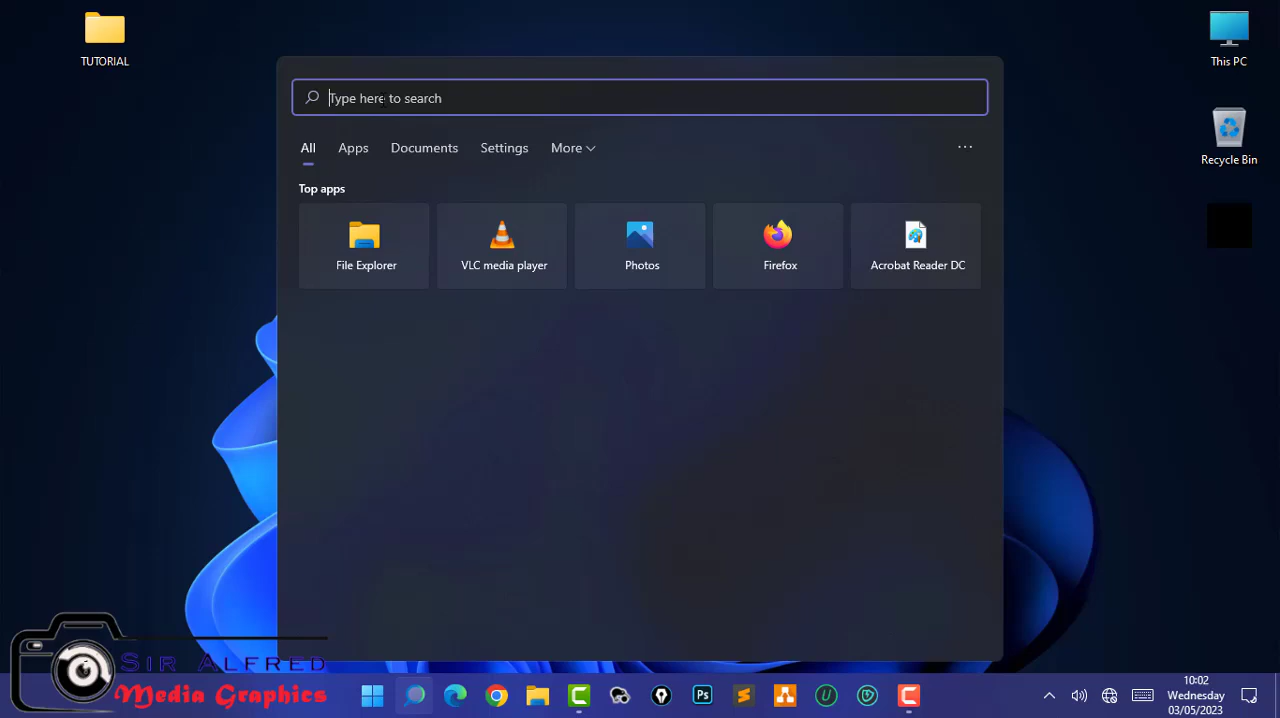 TUTORIAL
This PC
Type here to search
All Apps Documents Settings More
Recycle Bin
Top apps
File Explorer
VLC media player
Photos
Firefox
Acrobat Reader DC
SIR ALFRED
Media Graphics
Ps
10:02
Wednesday
03/05/2023